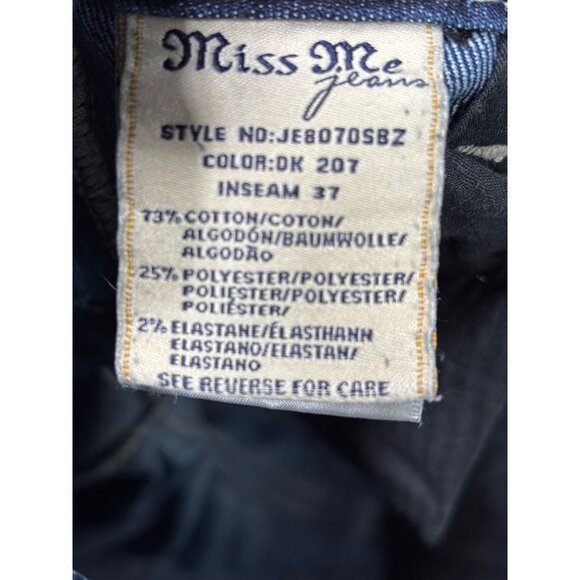 Miss Me
jeans
STYLE NO:JE8070SBZ
COLOR:DK 207
INSEAM 37
73% COTTON/COTON/
ALGODÓN/BAUMWOLLE/
ALGODÃO
25% POLYESTER/POLYESTER/
POLIÉSTER/POLYESTER/
POLIÉSTER/
2% ELASTANE/ÉLASTHANN
ELASTANO/ELASTAN/
ELASTANO
SEE REVERSE FOR CARE